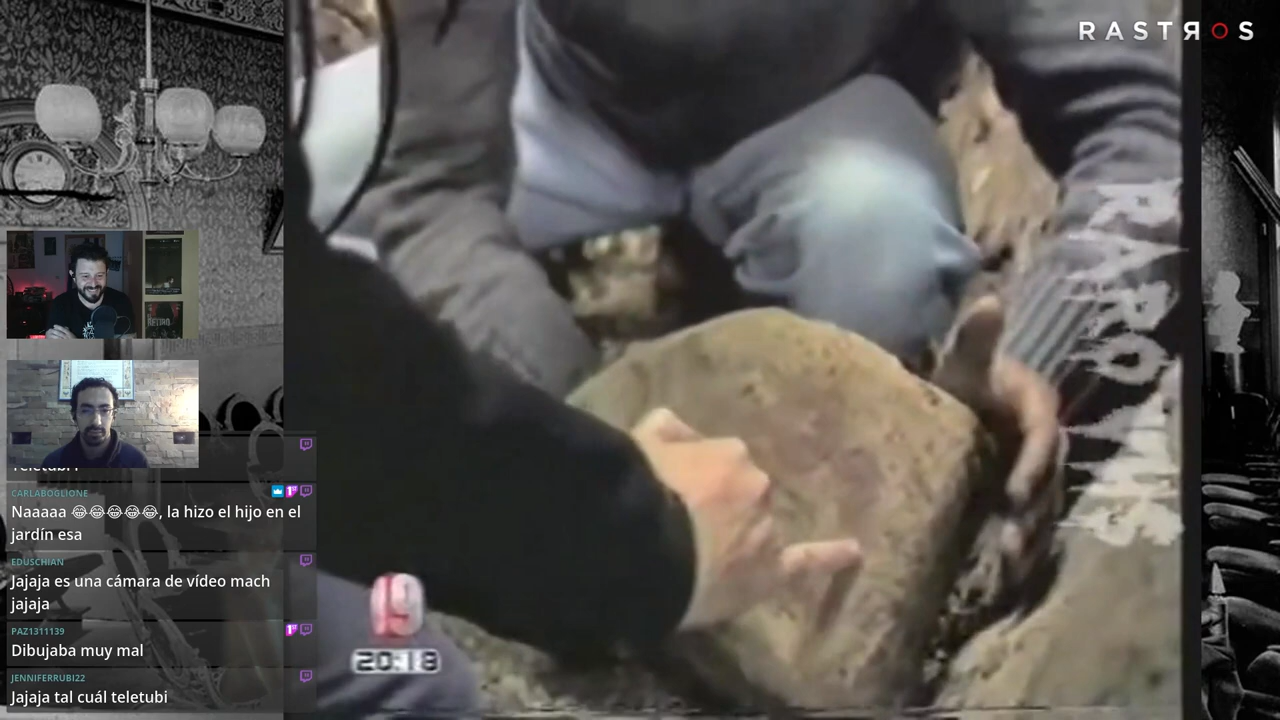 RASTROS
Teletubi
CARLABOGLIONE
Naaaaa 😂😂😂😂😂, la hizo el hijo en el
jardín esa
EDUSCHIAN
Jajaja es una cámara de vídeo mach
jajaja
PAZ1311139
Dibujaba muy mal
JENNIFERRUBI22
Jajaja tal cuál teletubi
9
20:18